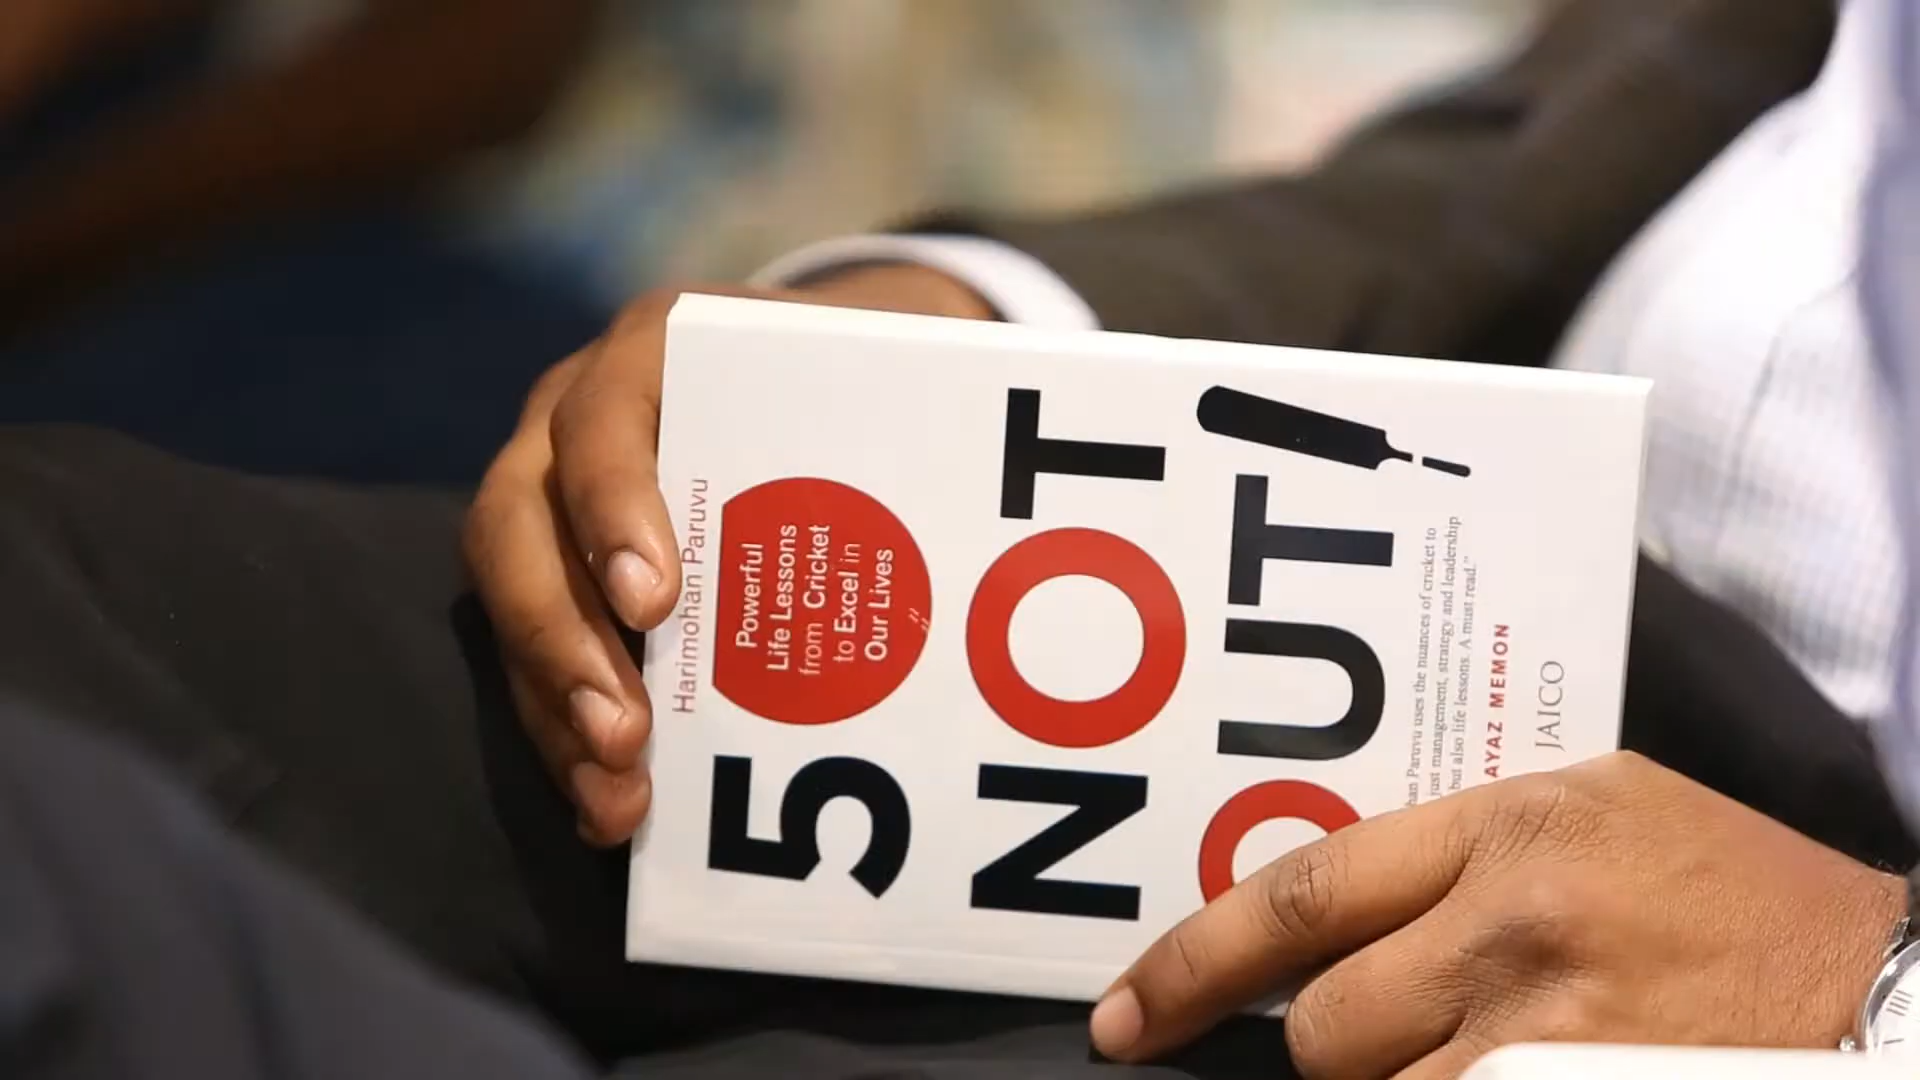 Harimohan Paruvu
50
Powerful
Life Lessons
from Cricket
to Excel in
Our Lives
NOT
OUT!
Paruvu uses the nuances of cricket to
just management, strategy and leadership
but also life lessons. A must read."
AYAZ MEMON
JAICO
III